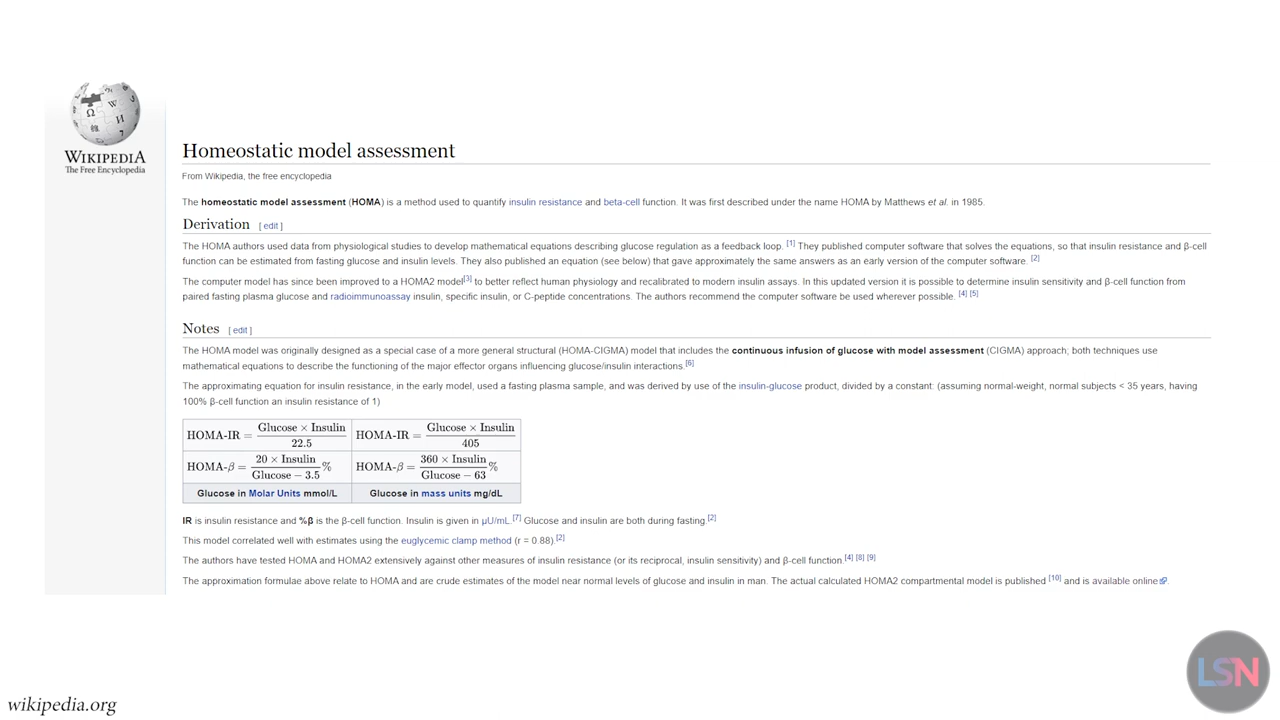 WIKIPEDIA
The Free Encyclopedia
Homeostatic model assessment
From Wikipedia, the free encyclopedia
The homeostatic model assessment (HOMA) is a method used to quantify insulin resistance and beta-cell function. It was first described under the name HOMA by Matthews et al. in 1985.
Derivation [ edit ]
The HOMA authors used data from physiological studies to develop mathematical equations describing glucose regulation as a feedback loop. [1] They published computer software that solves the equations, so that insulin resistance and β-cell
function can be estimated from fasting glucose and insulin levels. They also published an equation (see below) that gave approximately the same answers as an early version of the computer software. [2]
The computer model has since been improved to a HOMA2 model[3] to better reflect human physiology and recalibrated to modern insulin assays. In this updated version it is possible to determine insulin sensitivity and β-cell function from
paired fasting plasma glucose and radioimmunoassay insulin, specific insulin, or C-peptide concentrations. The authors recommend the computer software be used wherever possible. [4] [5]
Notes [ edit ]
The HOMA model was originally designed as a special case of a more general structural (HOMA-CIGMA) model that includes the continuous infusion of glucose with model assessment (CIGMA) approach; both techniques use
mathematical equations to describe the functioning of the major effector organs influencing glucose/insulin interactions.[6]
The approximating equation for insulin resistance, in the early model, used a fasting plasma sample, and was derived by use of the insulin-glucose product, divided by a constant: (assuming normal-weight, normal subjects < 35 years, having
100% β-cell function an insulin resistance of 1)
HOMA-IR = Glucose × Insulin / 22.5 HOMA-IR = Glucose × Insulin / 405
HOMA-β = 20 × Insulin / Glucose − 3.5 % HOMA-β = 360 × Insulin / Glucose − 63 %
Glucose in Molar Units mmol/L Glucose in mass units mg/dL
IR is insulin resistance and %β is the β-cell function. Insulin is given in μU/mL.[7] Glucose and insulin are both during fasting.[2]
This model correlated well with estimates using the euglycemic clamp method (r = 0.88).[2]
The authors have tested HOMA and HOMA2 extensively against other measures of insulin resistance (or its reciprocal, insulin sensitivity) and β-cell function.[4] [8] [9]
The approximation formulae above relate to HOMA and are crude estimates of the model near normal levels of glucose and insulin in man. The actual calculated HOMA2 compartmental model is published [10] and is available online.
LSN
wikipedia.org